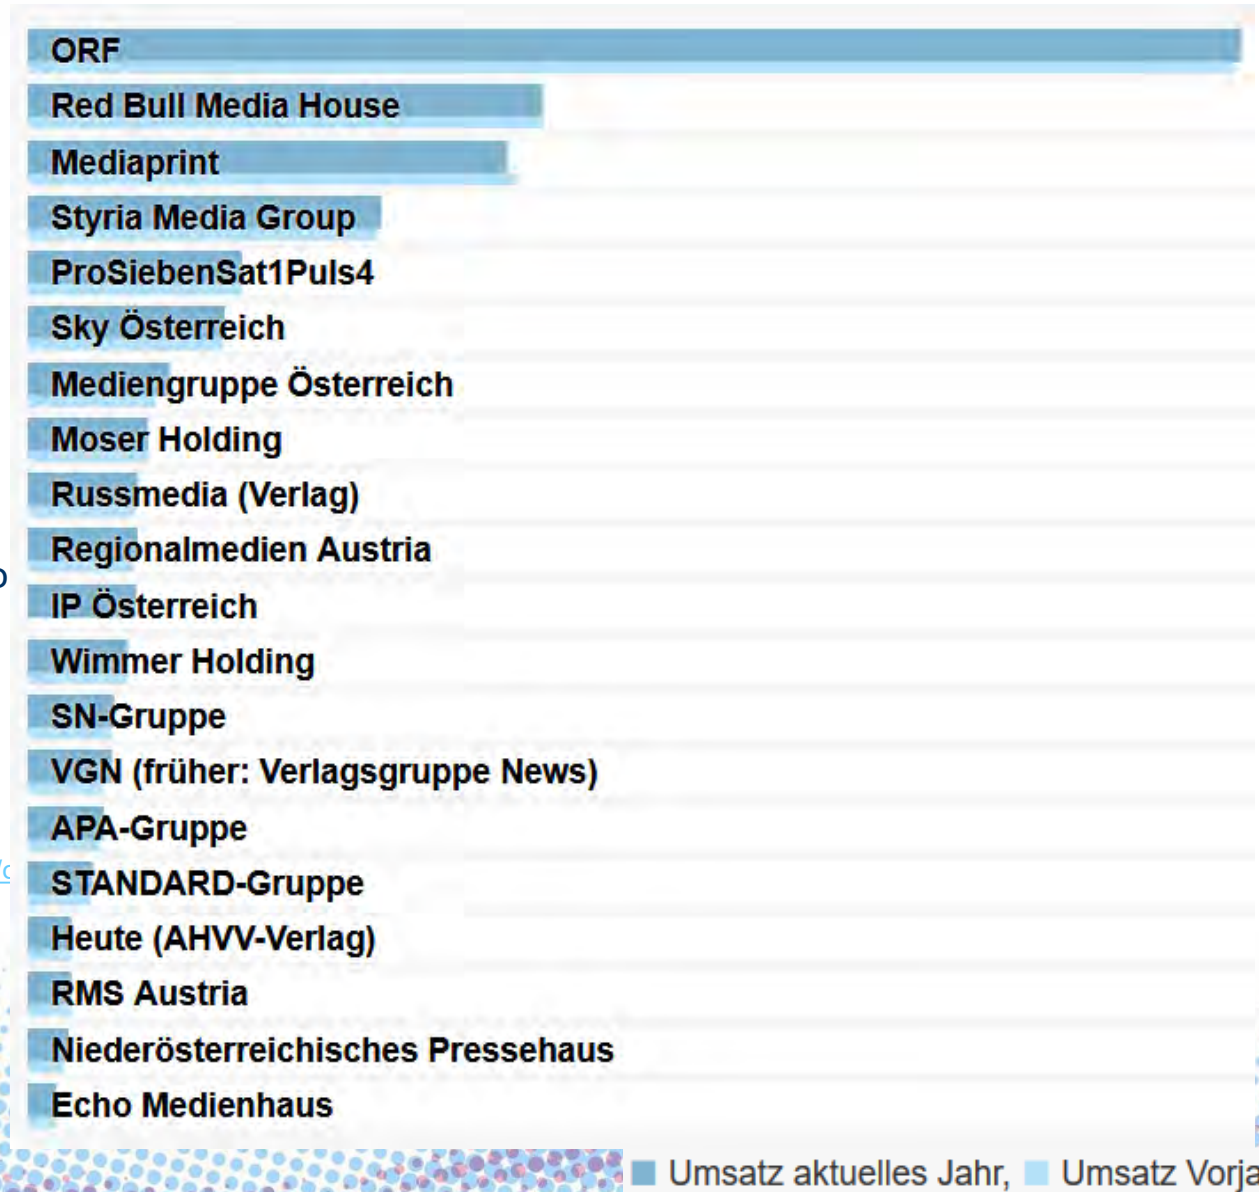 ORF
Red Bull Media House
Mediaprint
Styria Media Group
ProSiebenSat1Puls4
Sky Österreich
Mediengruppe Österreich
Moser Holding
Russmedia (Verlag)
Regionalmedien Austria
IP Österreich
Wimmer Holding
SN-Gruppe
VGN (früher: Verlagsgruppe News)
APA-Gruppe
STANDARD-Gruppe
Heute (AHVV-Verlag)
RMS Austria
Niederösterreichisches Pressehaus
Echo Medienhaus
Umsatz aktuelles Jahr, Umsatz Vorja